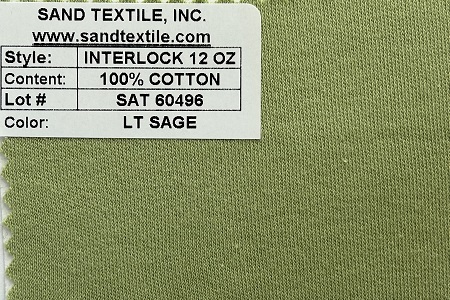 SAND TEXTILE, INC.
www.sandtextile.com
Style: INTERLOCK 12 OZ
Content: 100% COTTON
Lot # SAT 60496
Color: LT SAGE